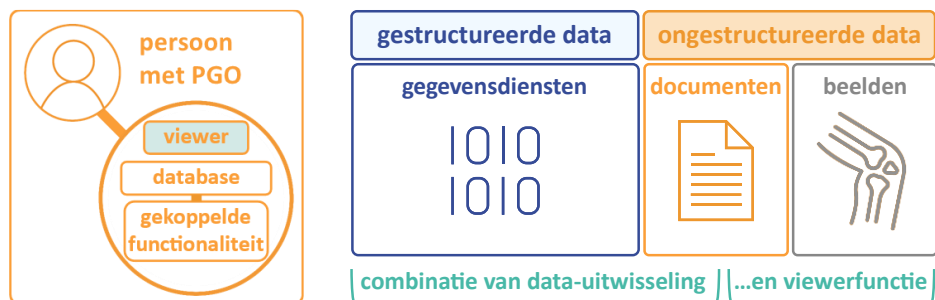 persoon
met PGO
viewer
database
gekoppelde
functionaliteit
gestructureerde data
ongestructureerde data
gegevensdiensten
documenten
beelden
1010
1010
combinatie van data-uitwisseling
...en viewerfunctie